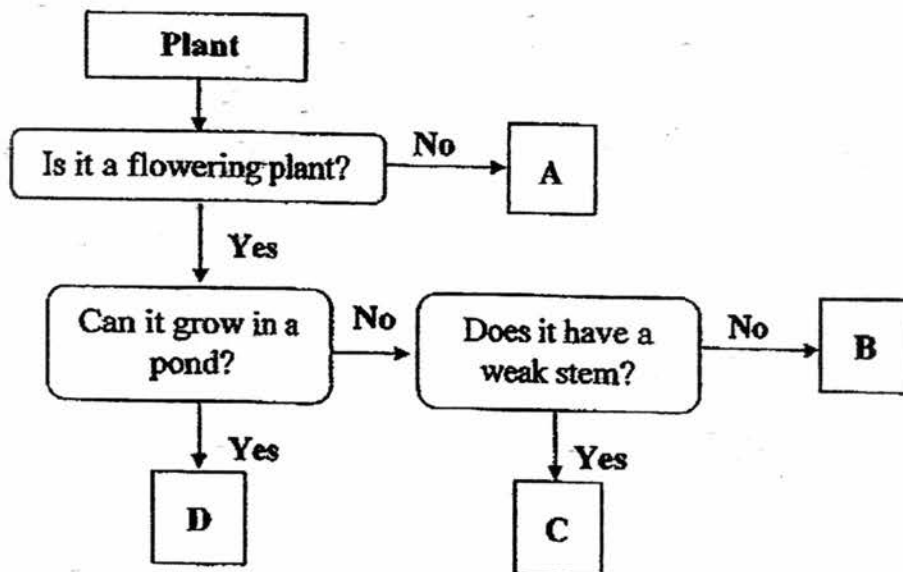 Plant
Is it a flowering plant?
No
A
Yes
Can it grow in a
pond?
No
Does it have a
weak stem?
No
B
Yes
D
Yes
C